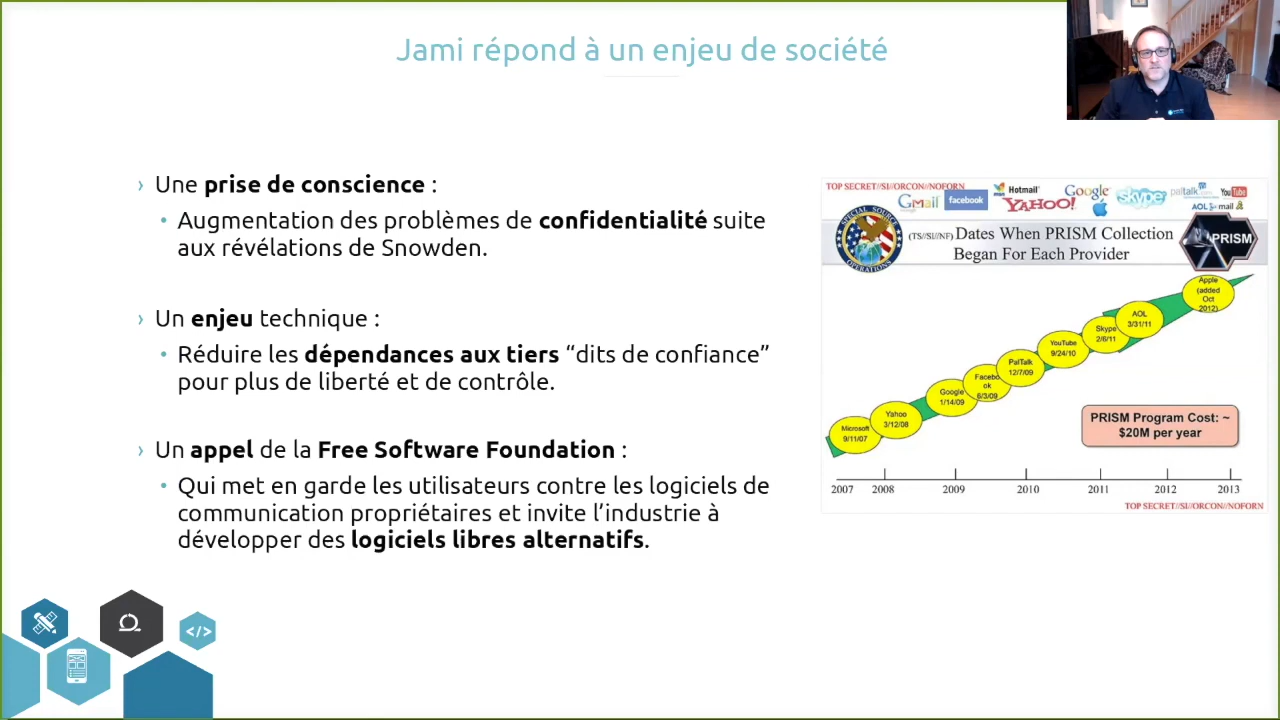 Jami répond à un enjeu de société
› Une prise de conscience :
• Augmentation des problèmes de confidentialité suite
aux révélations de Snowden.
› Un enjeu technique :
• Réduire les dépendances aux tiers “dits de confiance”
pour plus de liberté et de contrôle.
› Un appel de la Free Software Foundation :
• Qui met en garde les utilisateurs contre les logiciels de
communication propriétaires et invite l’industrie à
développer des logiciels libres alternatifs.
</>
TOP SECRET//SI//ORCON//NOFORN
Gmail
facebook
msn
Hotmail
YAHOO!
Google
skype
paltalk
YouTube
AOL mail
SPECIAL SOURCE
OPERATIONS
(TS//SI//NF) Dates When PRISM Collection
Began For Each Provider
PRISM
Microsoft
9/11/07
Yahoo
3/12/08
Google
1/14/09
Facebo
ok
6/3/09
PalTalk
12/7/09
YouTube
9/24/10
Skype
2/6/11
AOL
3/31/11
Apple
(added
Oct
2012)
PRISM Program Cost: ~
$20M per year
2007 2008 2009 2010 2011 2012 2013
TOP SECRET//SI//ORCON//NOFORN